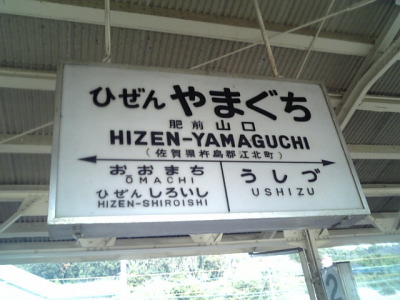 ひぜん やまぐち
肥前山口
HIZEN-YAMAGUCHI
(佐賀県杵島郡江北町)
おおまち
ŌMACHI
ひぜん しろいし
HIZEN-SHIROISHI
うしづ
USHIZU
2